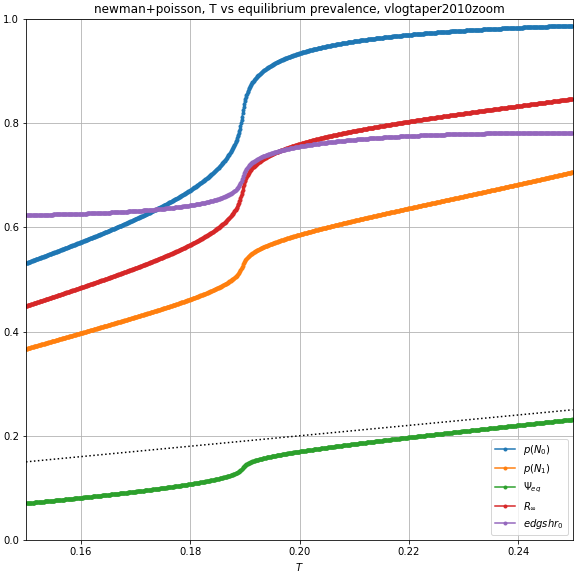 newman+poisson, T vs equilibrium prevalence, vlogtaper2010zoom
1.0
0.8
0.6
0.4
0.2
0.0
0.16 0.18 0.20 0.22 0.24
T
p(N₀)
p(N₁)
Ψeq
R∞
edgshr₀